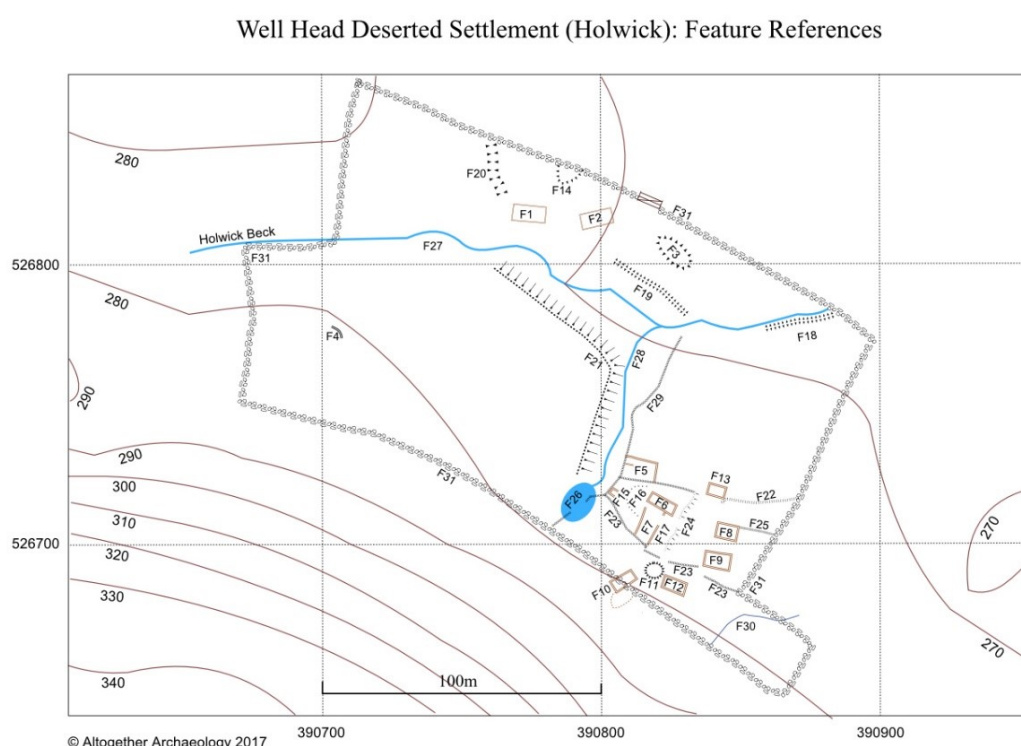 Well Head Deserted Settlement (Holwick): Feature References
280
F20
F14
F1
F2
F31
Holwick Beck
F27
F3
526800
F31
F19
280
F18
F4
F21
F28
290
F29
290
F31
F5
F13
300
F26
F15
F16
F6
F22
310
F23
F7
F17
F24
F8
F25
270
526700
320
F9
F23
F11
F12
F23
F31
F10
330
F30
270
340
100m
390700
390800
390900
© Altogether Archaeology 2017